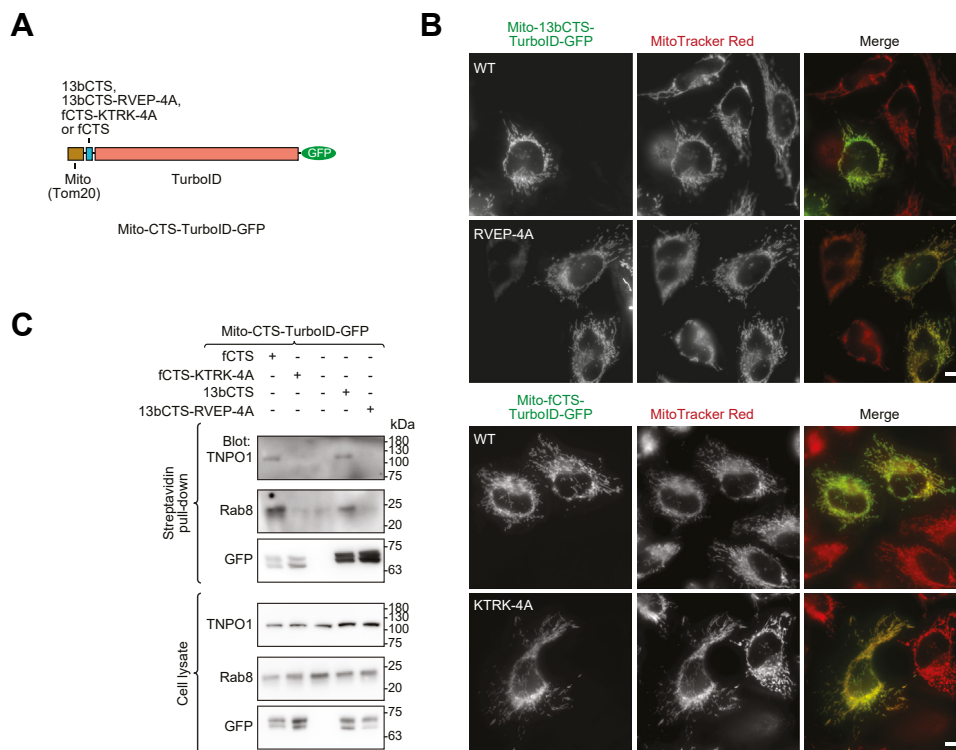 A
13bCTS,
13bCTS-RVEP-4A,
fCTS-KTRK-4A
or fCTS
GFP
Mito
(Tom20)
TurboID
Mito-CTS-TurboID-GFP
B
Mito-13bCTS-
TurboID-GFP
MitoTracker Red
Merge
WT
RVEP-4A
Mito-fCTS-
TurboID-GFP
MitoTracker Red
Merge
WT
KTRK-4A
C
Mito-CTS-TurboID-GFP
fCTS + - - - -
fCTS-KTRK-4A - + - - -
13bCTS - - - + -
13bCTS-RVEP-4A - - - - +
kDa
Streptavidin
pull-down
Blot:
TNPO1
180
130
100
75
Rab8
25
20
GFP
75
63
Cell lysate
TNPO1
180
130
100
75
Rab8
25
20
GFP
75
63